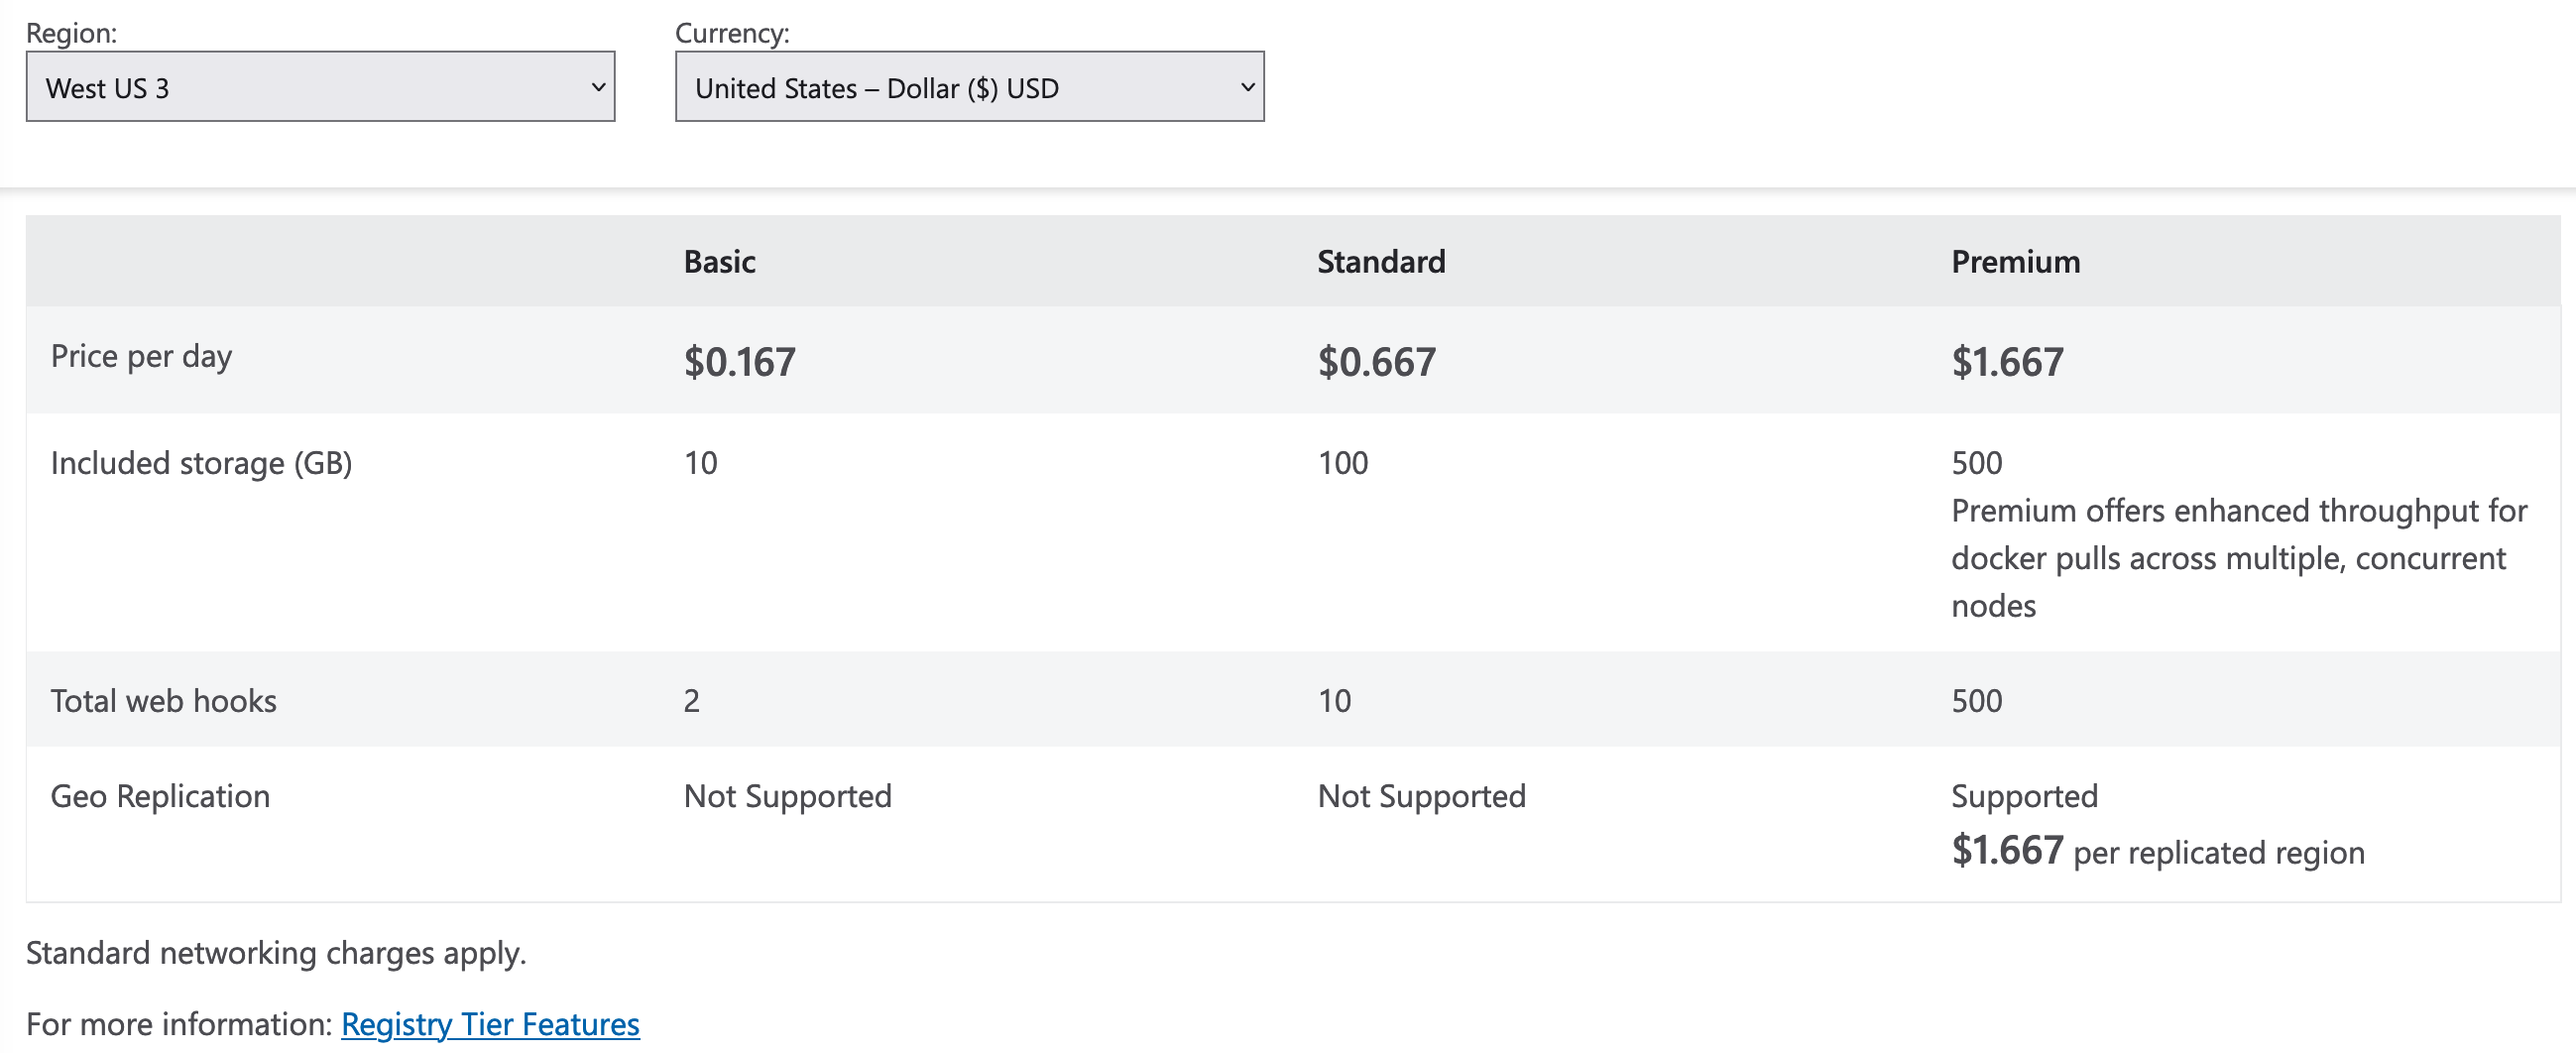 Region:
Currency:
West US 3
United States – Dollar ($) USD
Basic
Standard
Premium
Price per day
$0.167
$0.667
$1.667
Included storage (GB)
10
100
500
Premium offers enhanced throughput for
docker pulls across multiple, concurrent
nodes
Total web hooks
2
10
500
Geo Replication
Not Supported
Not Supported
Supported
$1.667 per replicated region
Standard networking charges apply.
For more information: Registry Tier Features